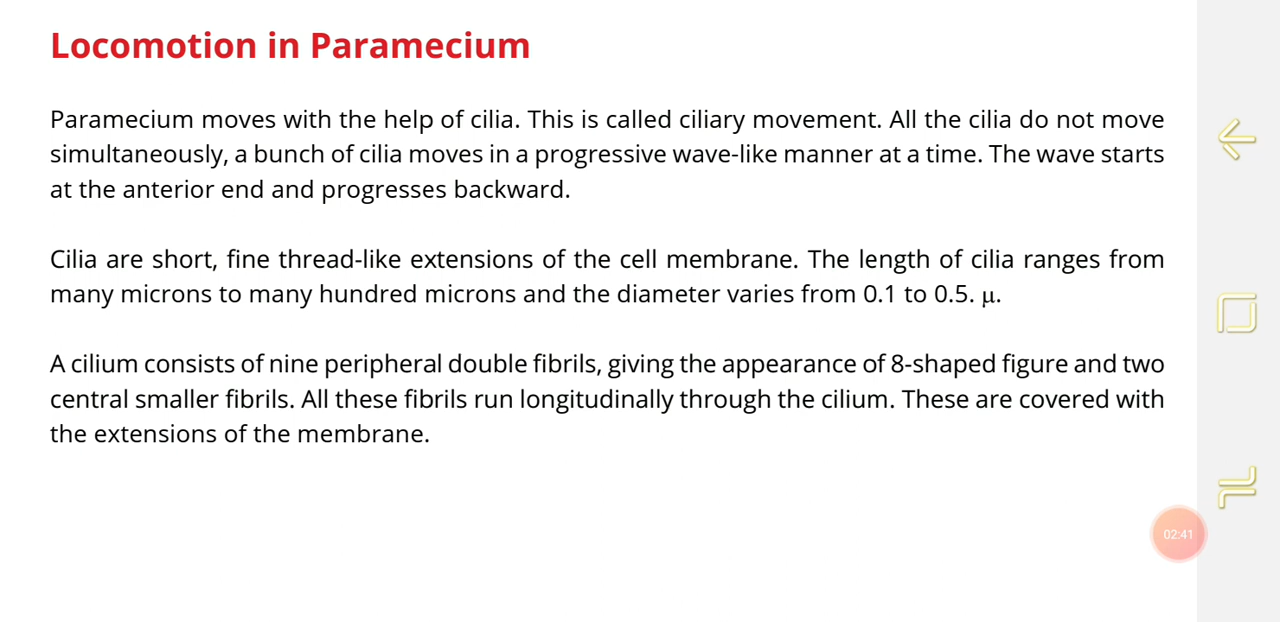 Locomotion in Paramecium
Paramecium moves with the help of cilia. This is called ciliary movement. All the cilia do not move
simultaneously, a bunch of cilia moves in a progressive wave-like manner at a time. The wave starts
at the anterior end and progresses backward.
Cilia are short, fine thread-like extensions of the cell membrane. The length of cilia ranges from
many microns to many hundred microns and the diameter varies from 0.1 to 0.5. µ.
A cilium consists of nine peripheral double fibrils, giving the appearance of 8-shaped figure and two
central smaller fibrils. All these fibrils run longitudinally through the cilium. These are covered with
the extensions of the membrane.
02:41